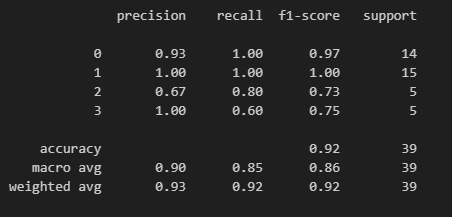 precision recall f1-score support
0 0.93 1.00 0.97 14
1 1.00 1.00 1.00 15
2 0.67 0.80 0.73 5
3 1.00 0.60 0.75 5
accuracy 0.92 39
macro avg 0.90 0.85 0.86 39
weighted avg 0.93 0.92 0.92 39